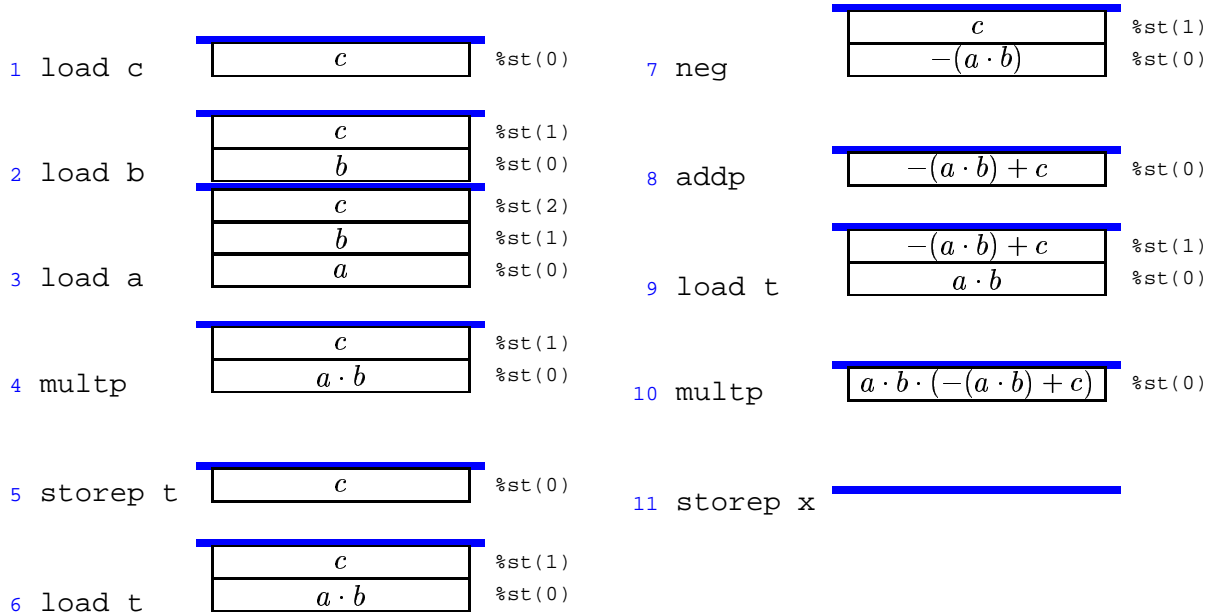 c %st(0)
1 load c
c %st(1)
b %st(0)
2 load b
c %st(2)
b %st(1)
a %st(0)
3 load a
c %st(1)
a · b %st(0)
4 multp
c %st(0)
5 storep t
c %st(1)
a · b %st(0)
6 load t
c %st(1)
−(a · b) %st(0)
7 neg
−(a · b) + c %st(0)
8 addp
−(a · b) + c %st(1)
a · b %st(0)
9 load t
a · b · (−(a · b) + c) %st(0)
10 multp
11 storep x